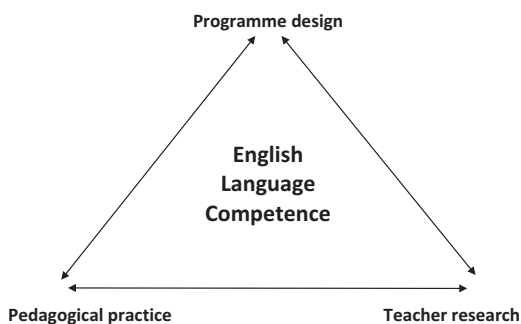 Programme design
English
Language
Competence
Pedagogical practice
Teacher research